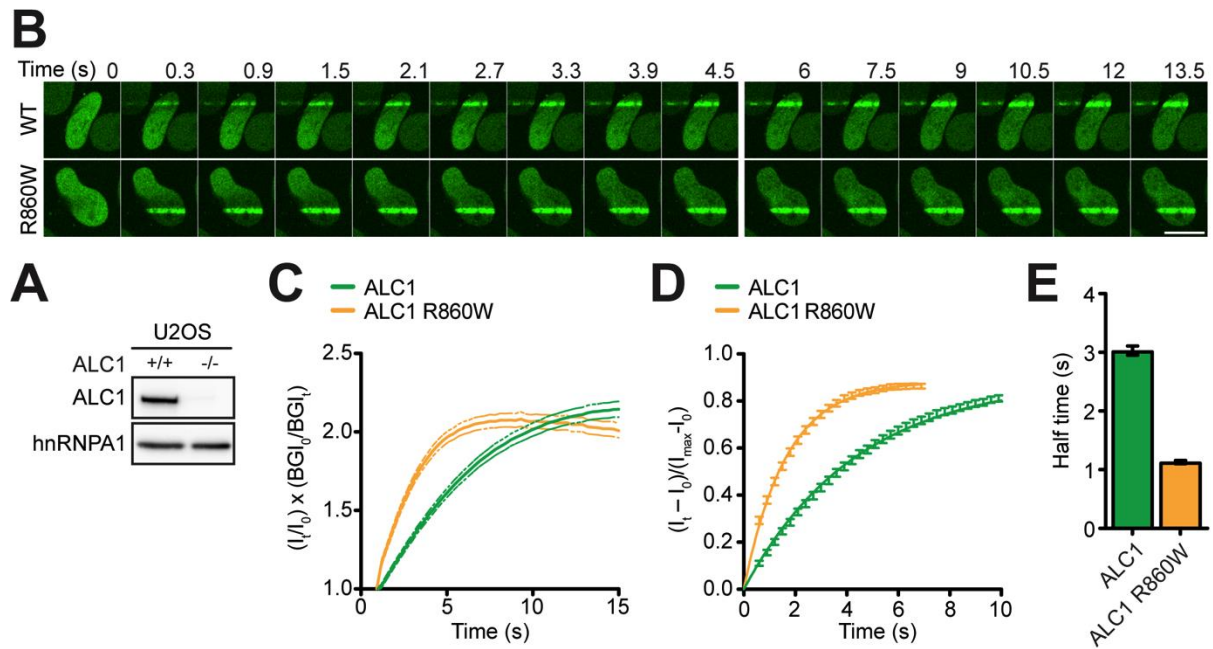 B
Time (s) 0 0.3 0.9 1.5 2.1 2.7 3.3 3.9 4.5 6 7.5 9 10.5 12 13.5
WT
R860W
A
U2OS
ALC1 +/+ -/-
ALC1
hnRNPA1
C
ALC1
ALC1 R860W
2.5
2.0
1.5
1.0
0 5 10 15
(It/I0) x (BGI0/BGIt)
Time (s)
D
ALC1
ALC1 R860W
1.0
0.8
0.6
0.4
0.2
0.0
0 2 4 6 8 10
(It – I0)/(Imax-I0)
Time (s)
E
4
3
2
1
0
Half time (s)
ALC1
ALC1 R860W